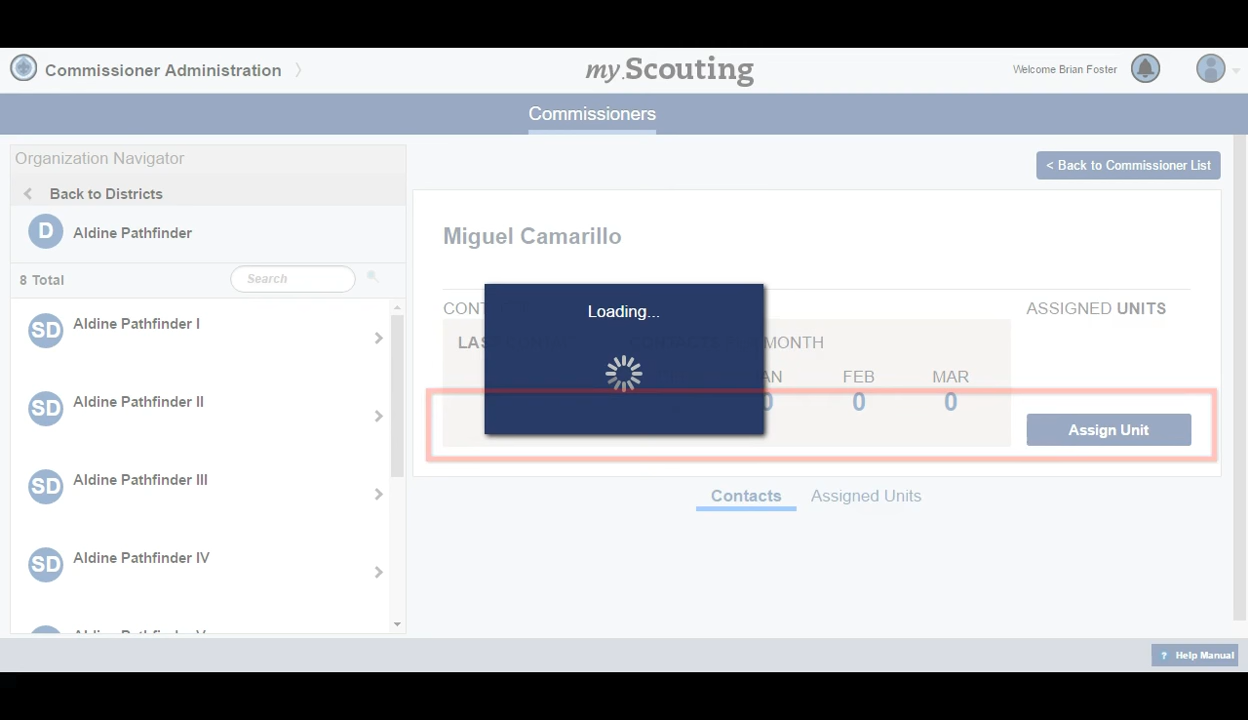 Commissioner Administration
my.Scouting
Welcome Brian Foster
Commissioners
Organization Navigator
Back to Districts
D Aldine Pathfinder
8 Total
Search
SD Aldine Pathfinder I
SD Aldine Pathfinder II
SD Aldine Pathfinder III
SD Aldine Pathfinder IV
< Back to Commissioner List
Miguel Camarillo
ASSIGNED UNITS
Loading...
MONTH
FEB MAR
0 0 0
Assign Unit
Contacts Assigned Units
? Help Manual